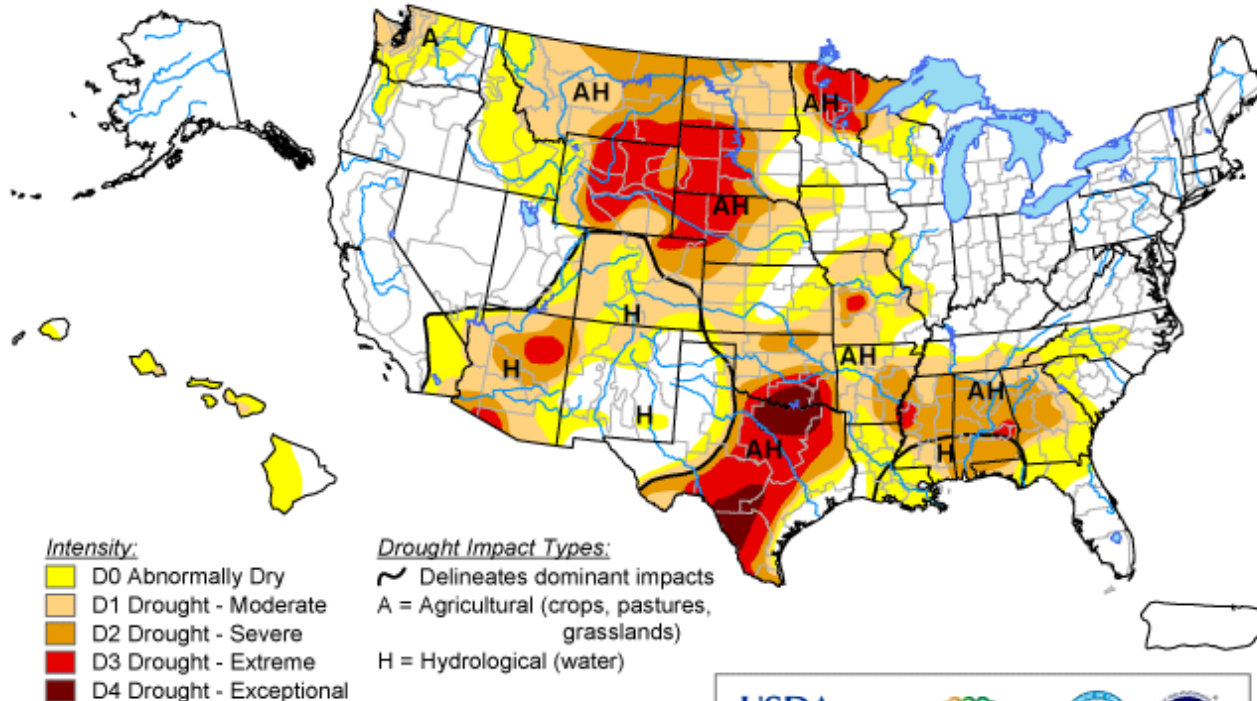 A
AH
AH
AH
H
H
H
AH
AH
AH
H
Intensity:
D0 Abnormally Dry
D1 Drought - Moderate
D2 Drought - Severe
D3 Drought - Extreme
D4 Drought - Exceptional
Drought Impact Types:
Delineates dominant impacts
A = Agricultural (crops, pastures,
grasslands)
H = Hydrological (water)
USDA